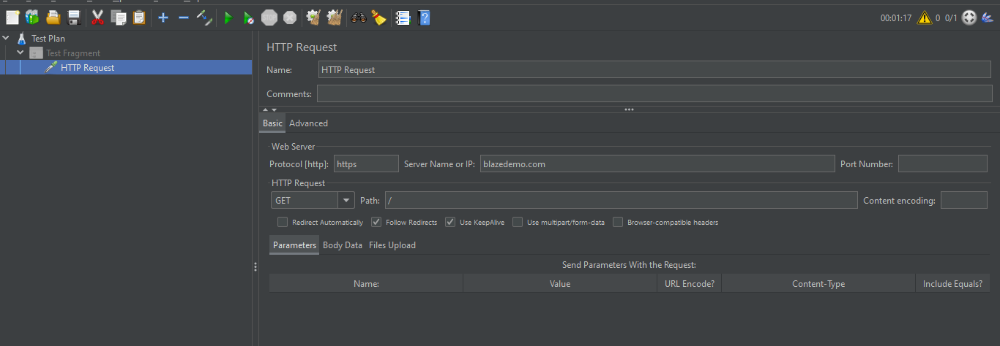 00:01:17 0 0/1
Test Plan
Test Fragment
HTTP Request
HTTP Request
Name: HTTP Request
Comments:
Basic Advanced
Web Server
Protocol [http]: https Server Name or IP: blazedemo.com Port Number:
HTTP Request
GET Path: / Content encoding:
Redirect Automatically Follow Redirects Use KeepAlive Use multipart/form-data Browser-compatible headers
Parameters Body Data Files Upload
Send Parameters With the Request:
Name: Value URL Encode? Content-Type Include Equals?